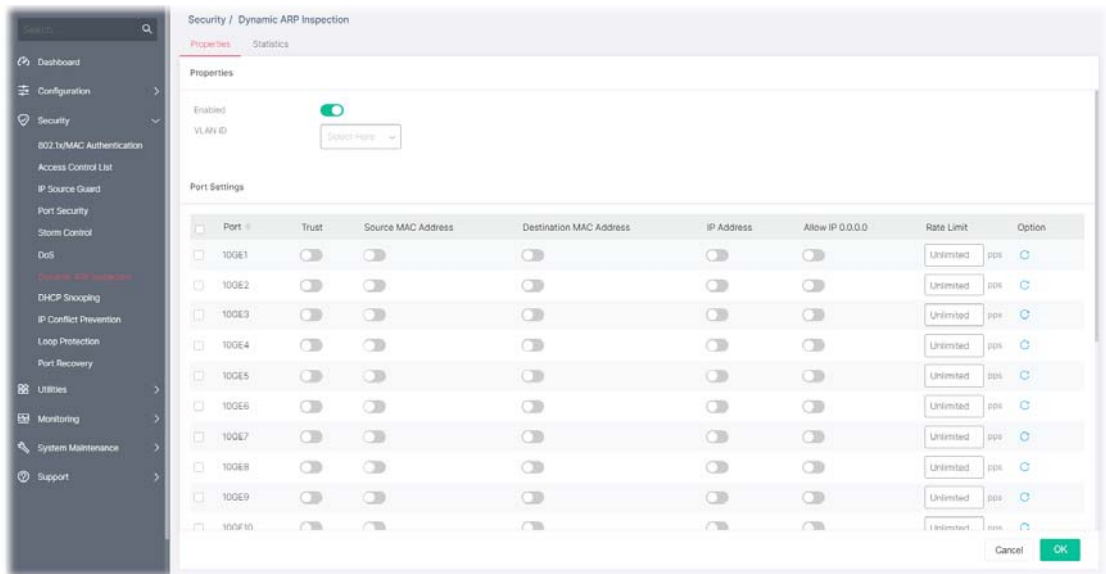 Search...
Dashboard
Configuration
Security
802.1x/MAC Authentication
Access Control List
IP Source Guard
Port Security
Storm Control
DoS
Dynamic ARP Inspection
DHCP Snooping
IP Conflict Prevention
Loop Protection
Port Recovery
Utilities
Monitoring
System Maintenance
Support
Security / Dynamic ARP Inspection
Properties Statistics
Properties
Enabled
VLAN ID Select Here
Port Settings
Port Trust Source MAC Address Destination MAC Address IP Address Allow IP 0.0.0.0 Rate Limit Option
10GE1 Unlimited pps
10GE2 Unlimited pps
10GE3 Unlimited pps
10GE4 Unlimited pps
10GE5 Unlimited pps
10GE6 Unlimited pps
10GE7 Unlimited pps
10GE8 Unlimited pps
10GE9 Unlimited pps
10GE10 Unlimited pps
Cancel OK